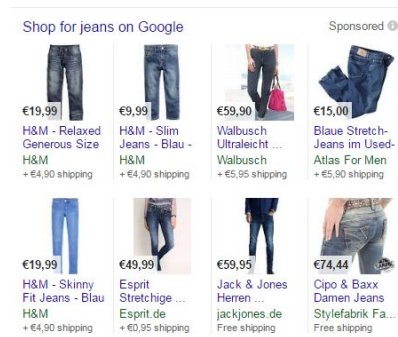 Shop for jeans on Google
Sponsored
€19,99
€9,99
€59,90
€15,00
H&M - Relaxed
Generous Size
H&M
+ €4,90 shipping
H&M - Slim
Jeans - Blau -
H&M
+ €4,90 shipping
Walbusch
Ultraleicht ...
Walbusch
+ €5,95 shipping
Blaue Stretch-
Jeans im Used-
Atlas For Men
+ €5,90 shipping
€19,99
€49,99
€59,95
€74,44
H&M - Skinny
Fit Jeans - Blau
H&M
+ €4,90 shipping
Esprit
Stretchige ...
Esprit.de
+ €0,95 shipping
Jack & Jones
Herren ...
jackjones.de
Free shipping
Cipo & Baxx
Damen Jeans
Stylefabrik Fa...
Free shipping